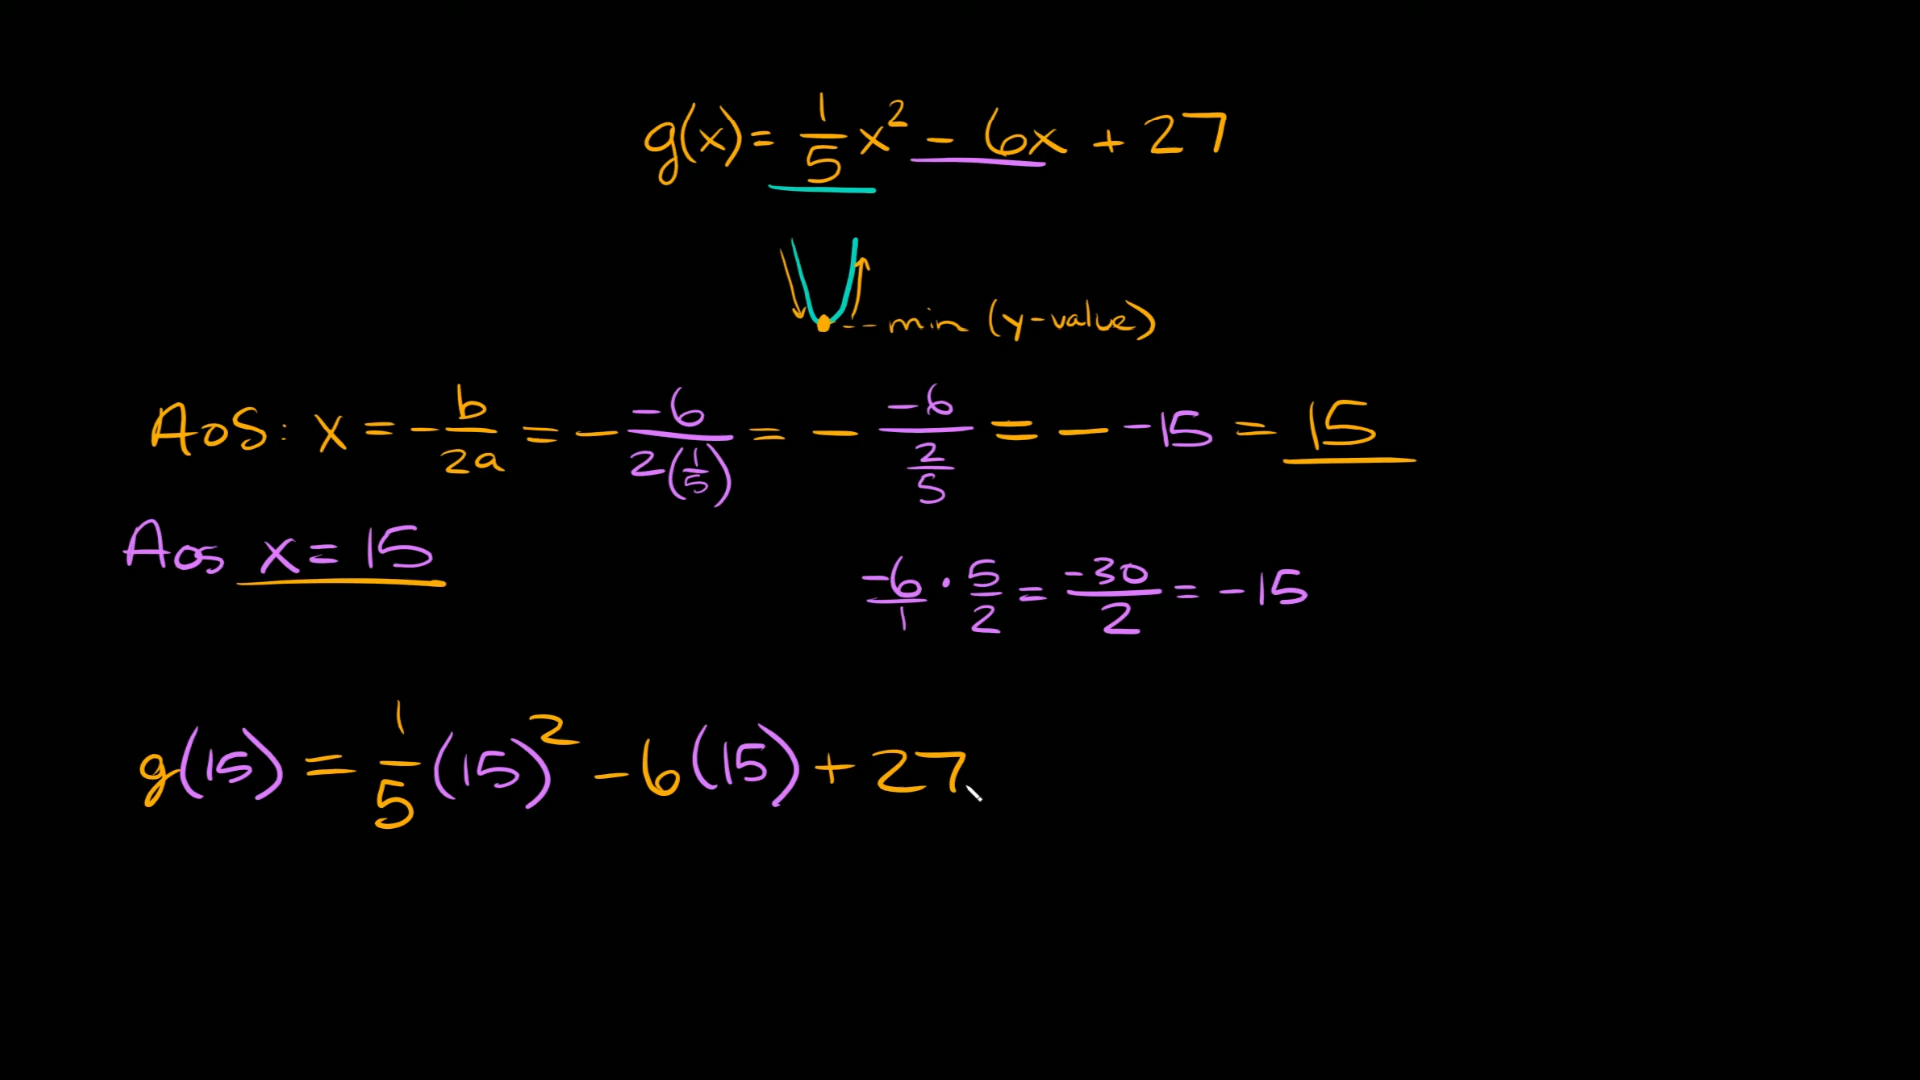 g(x) = 1/5 x² - 6x + 27
-- min (y-value)
AoS: x = - b/2a = - -6/2(1/5) = - -6/(2/5) = - -15 = 15
Aos x = 15
-6/1 · 5/2 = -30/2 = -15
g(15) = 1/5 (15)² - 6(15) + 27